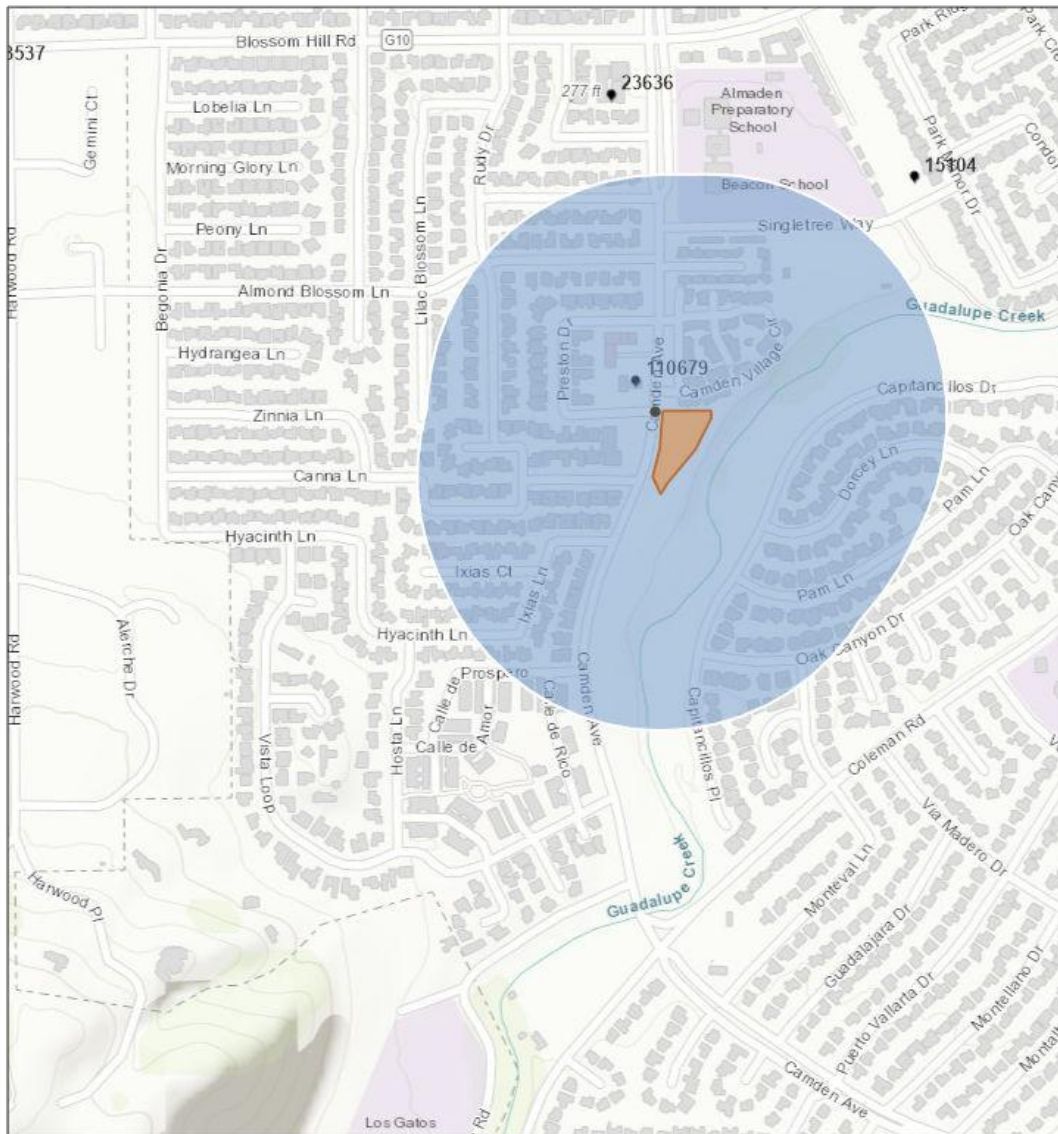 3537
Blossom Hill Rd
G10
Gemini Ct
Lobelia Ln
Morning Glory Ln
Peony Ln
Rudy Dr
277 ft
23636
Almaden
Preparatory
School
Beacon School
Singletree Way
15104
Park Manor Dr
Harwood Rd
Begonia Dr
Almond Blossom Ln
Lilac Blossom Ln
Guadalupe Creek
Hydrangea Ln
Preston Dr
110679
Camden Ave
Camden Village Cir
Capitancillos Dr
Zinnia Ln
Canna Ln
Dorcey Ln
Pam Ln
Hyacinth Ln
Ixias Ct
Ixias Ln
Pam Ln
Hyacinth Ln
Oak Canyon Dr
Alerche Dr
Harwood Rd
Prospero
Calle de
Amor
Calle de
Calle de Rico
Camden Ave
Capitancillos Pl
Coleman Rd
Hosta Ln
Vista Loop
Via Madero Dr
Monteval Ln
Guadalupe Creek
Harwood Pl
Guadalajara Dr
Puerto Vallarta Dr
Montellano Dr
Camden Ave
Los Gatos
Rd